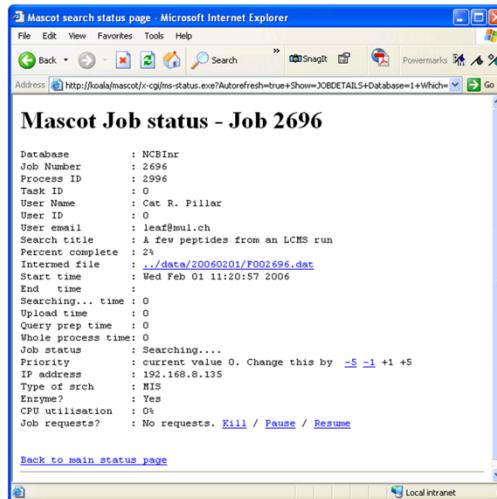 Mascot search status page - Microsoft Internet Explorer
File Edit View Favorites Tools Help
Back Search » SnagIt Powermarks
Address http://koala/mascot/x-cgi/ms-status.exe?Autorefresh=true+Show=JOBDETAILS+Database=1+Which= Go
Mascot Job status - Job 2696
Database : NCBInr
Job Number : 2696
Process ID : 2996
Task ID : 0
User Name : Cat R. Pillar
User ID : 0
User email : leaf@mul.ch
Search title : A few peptides from an LCMS run
Percent complete : 2%
Intermed file : ../data/20060201/F002696.dat
Start time : Wed Feb 01 11:20:57 2006
End time :
Searching... time : 0
Upload time : 0
Query prep time : 0
Whole process time: 0
Job status : Searching....
Priority : current value 0. Change this by -5 -1 +1 +5
IP address : 192.168.8.135
Type of srch : MIS
Enzyme? : Yes
CPU utilisation : 0%
Job requests? : No requests. Kill / Pause / Resume
Back to main status page
Local intranet